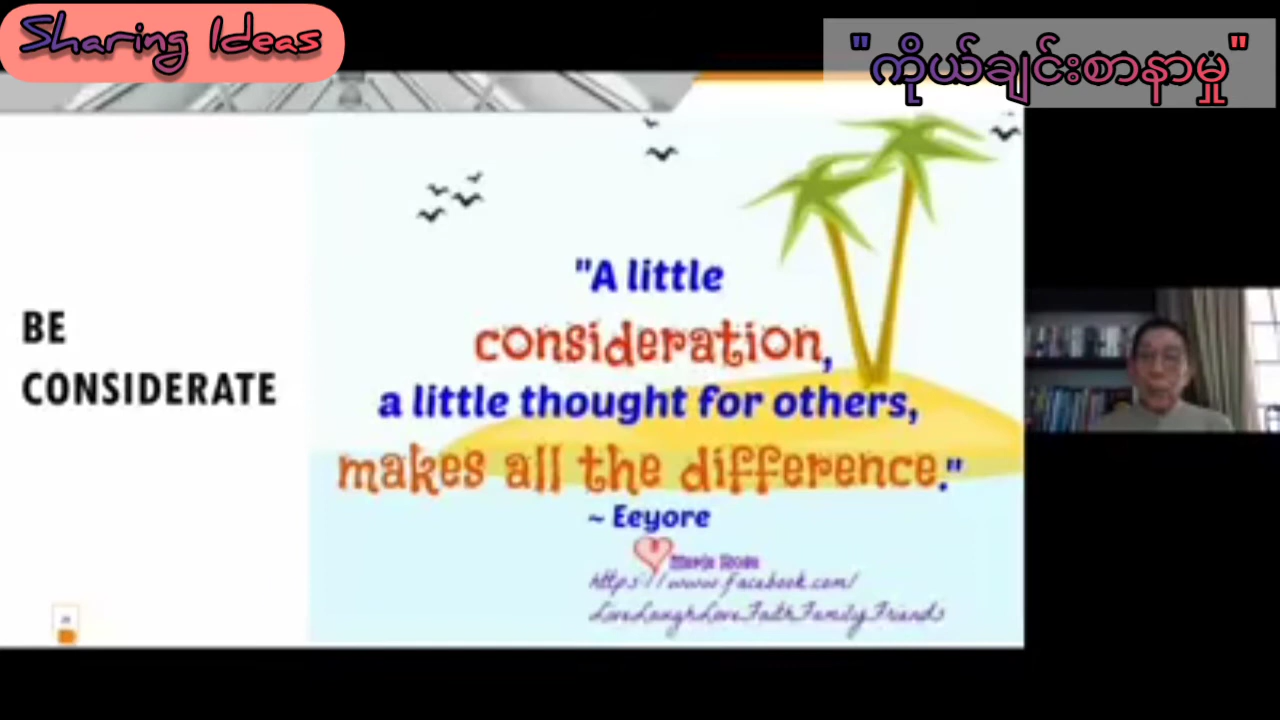 Sharing Ideas
"ကိုယ်ချင်းစာနာမှု"
BE
CONSIDERATE
"A little
consideration,
a little thought for others,
makes all the difference."
~ Eeyore
https://www.facebook.com/
LiveLaughLoveFaithFamilyFriends